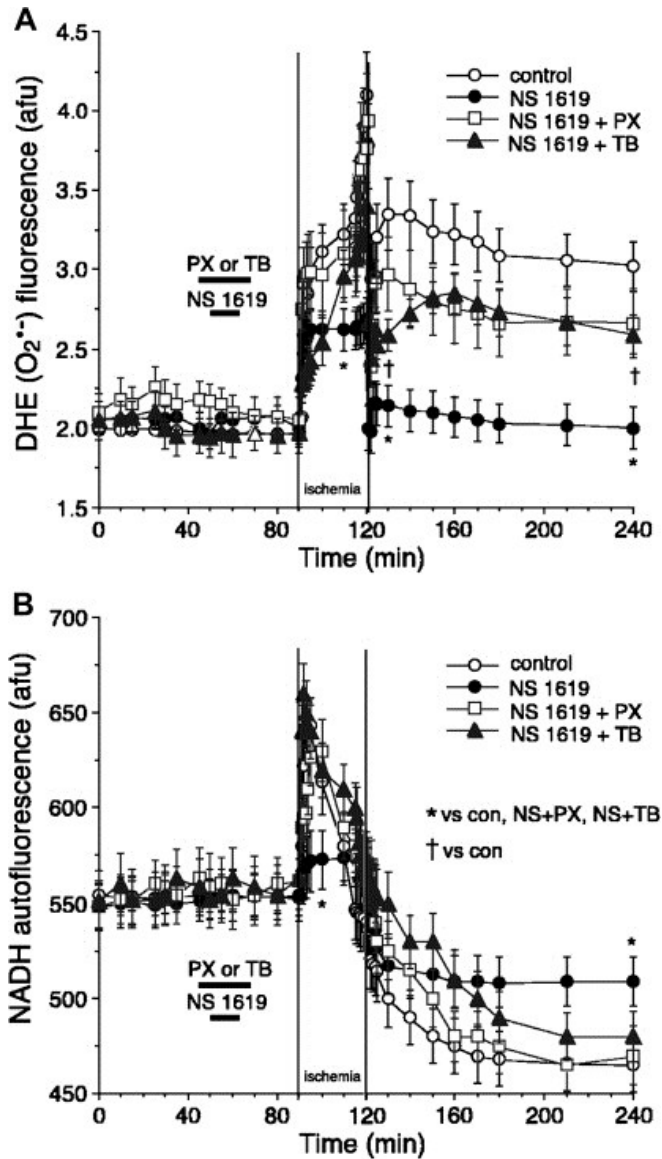 A
DHE (O₂•⁻) fluorescence (afu)
4.5
4.0
3.5
3.0
2.5
2.0
1.5
control
NS 1619
NS 1619 + PX
NS 1619 + TB
PX or TB
NS 1619
*
†
*
†
*
ischemia
0 40 80 120 160 200 240
Time (min)
B
NADH autofluorescence (afu)
700
650
600
550
500
450
control
NS 1619
NS 1619 + PX
NS 1619 + TB
* vs con, NS+PX, NS+TB
† vs con
*
*
PX or TB
NS 1619
ischemia
0 40 80 120 160 200 240
Time (min)